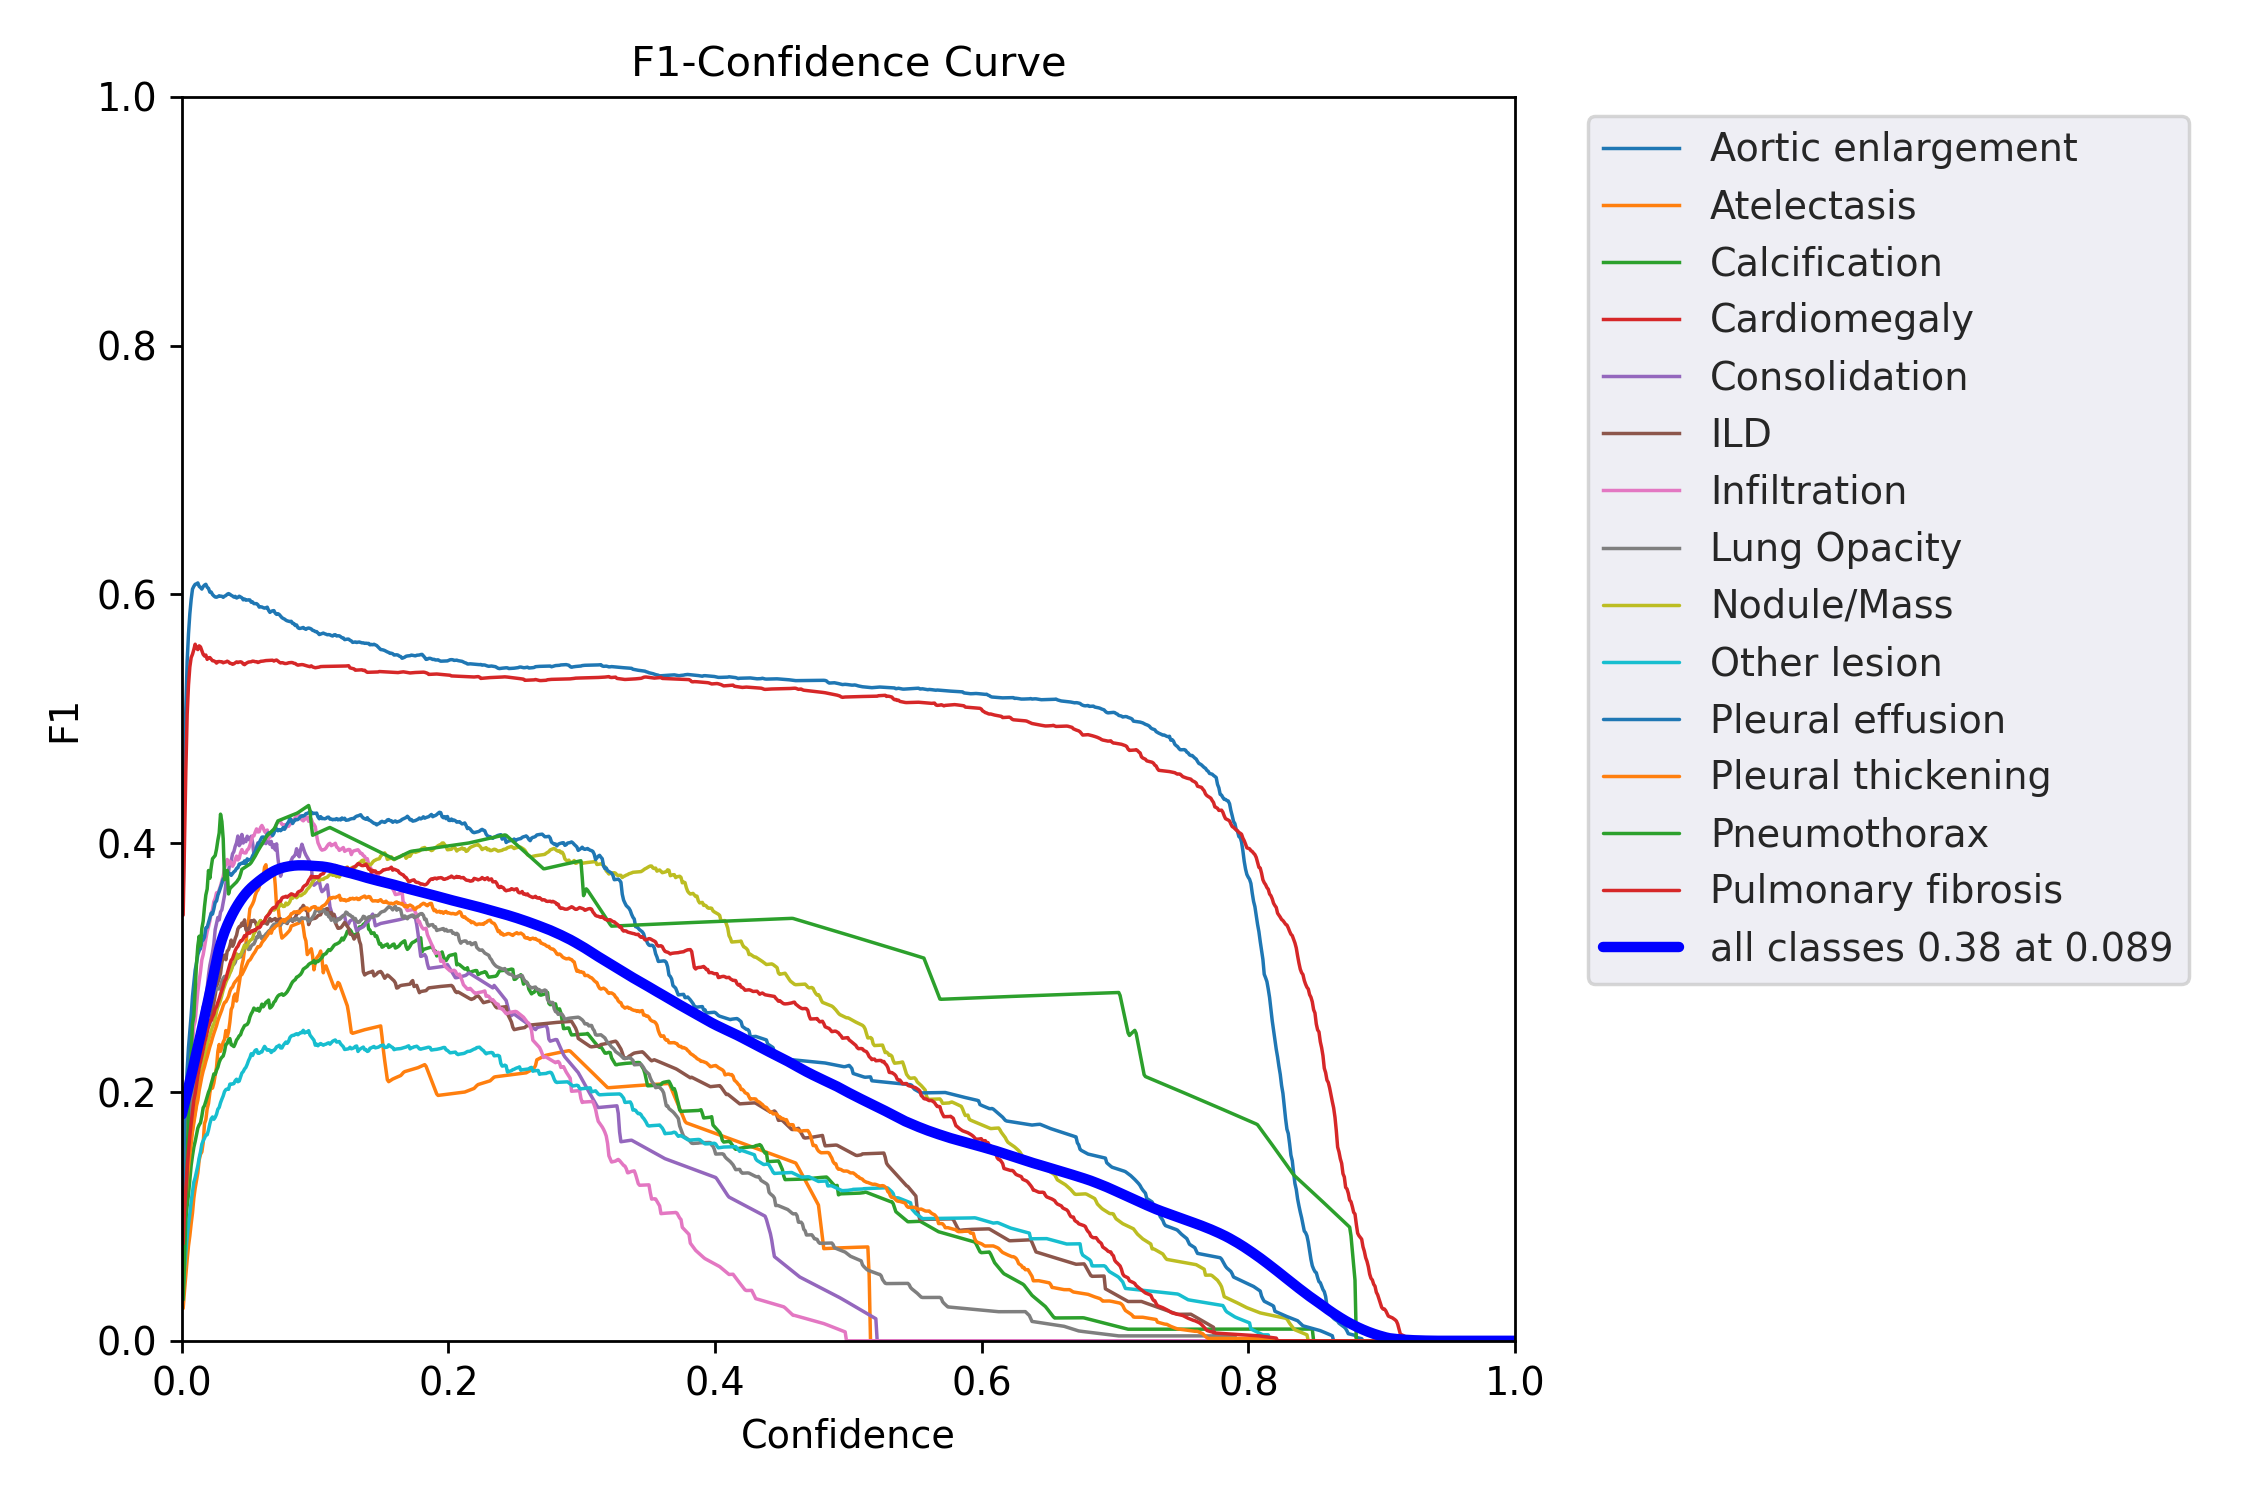 F1-Confidence Curve
1.0
0.8
0.6
0.4
0.2
0.0
F1
0.0 0.2 0.4 0.6 0.8 1.0
Confidence
Aortic enlargement
Atelectasis
Calcification
Cardiomegaly
Consolidation
ILD
Infiltration
Lung Opacity
Nodule/Mass
Other lesion
Pleural effusion
Pleural thickening
Pneumothorax
Pulmonary fibrosis
all classes 0.38 at 0.089